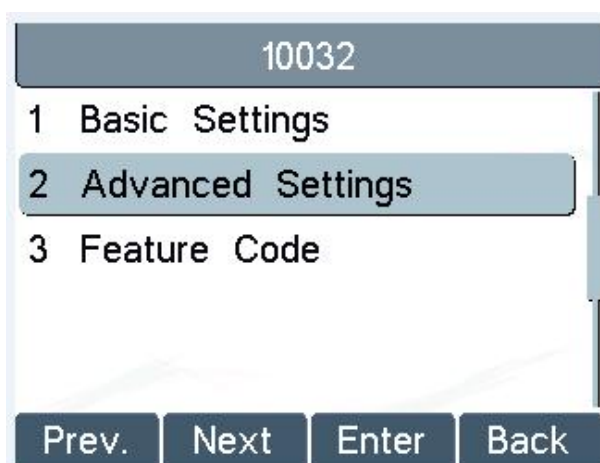 10032
1 Basic Settings
2 Advanced Settings
3 Feature Code
Prev. Next Enter Back